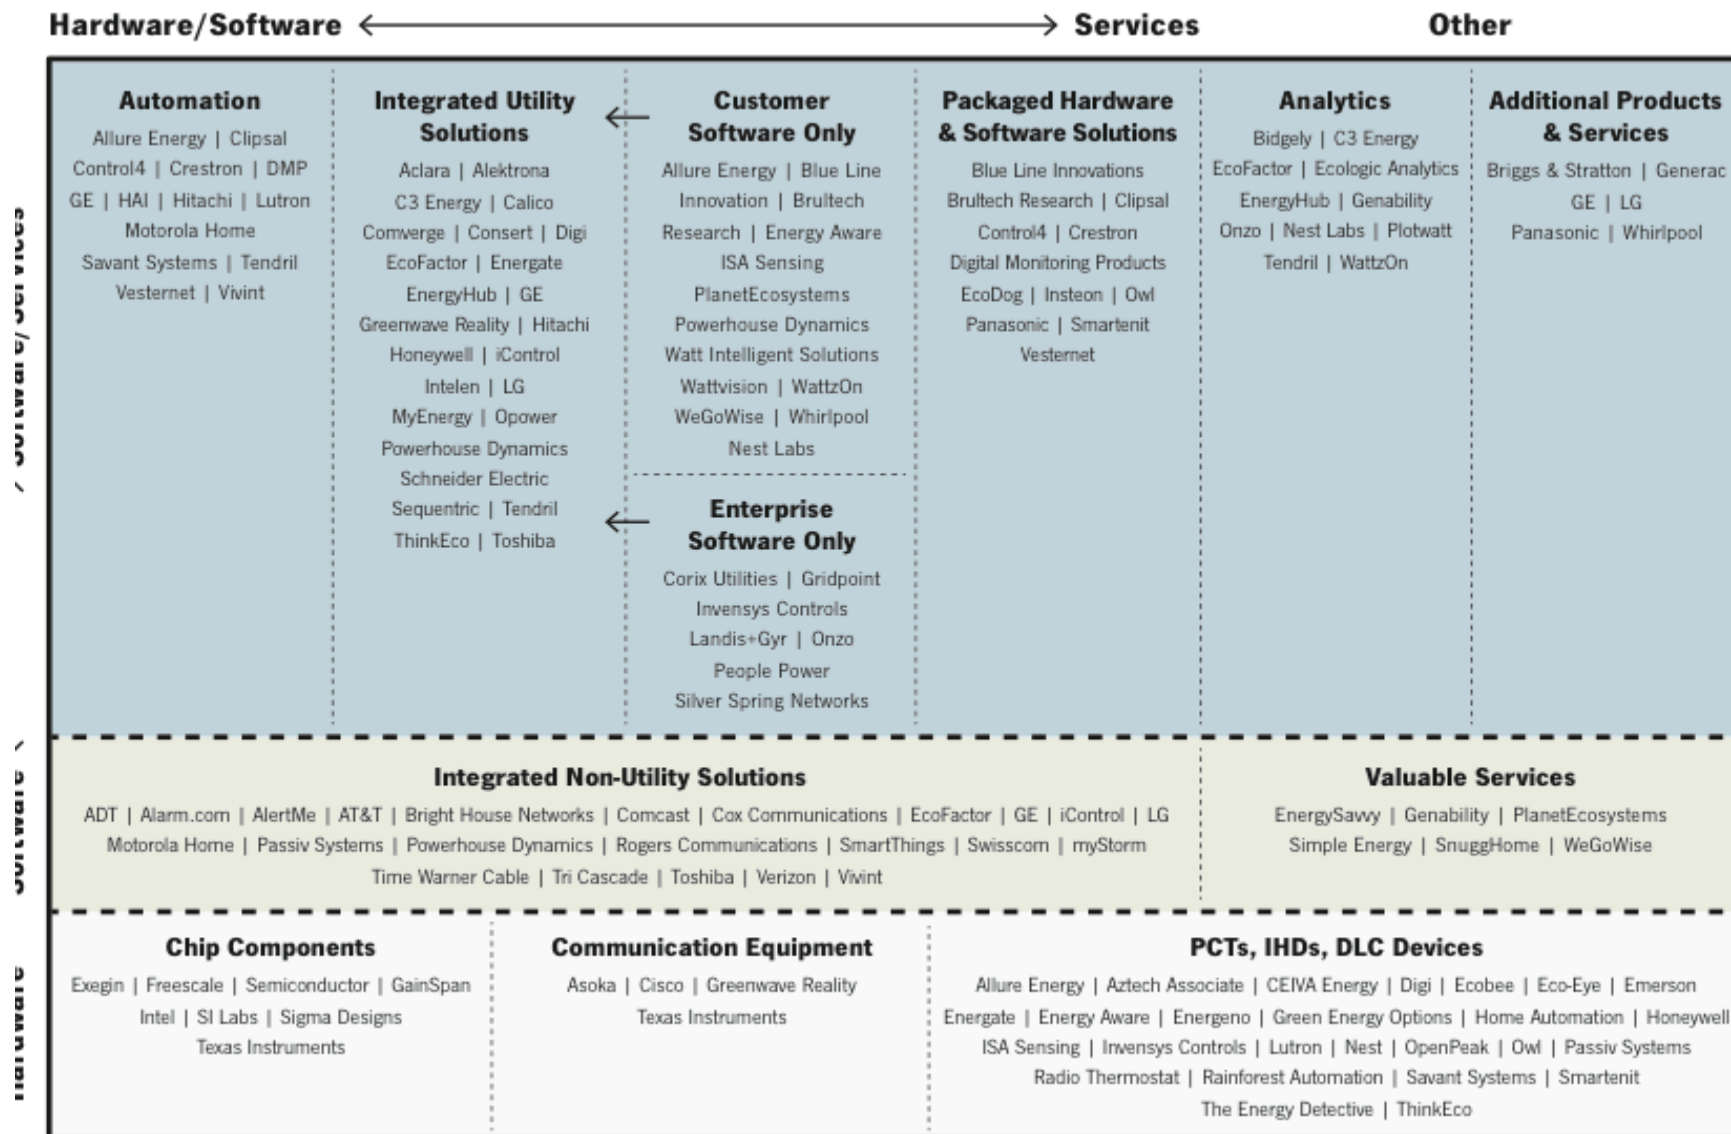 Hardware/Software
Services
Other
Automation
Allure Energy | Clipsal
Control4 | Crestron | DMP
GE | HAI | Hitachi | Lutron
Motorola Home
Savant Systems | Tendril
Vesternet | Vivint
Integrated Utility
Solutions
Aclara | Alektrona
C3 Energy | Calico
Comverge | Consert | Digi
EcoFactor | Energate
EnergyHub | GE
Greenwave Reality | Hitachi
Honeywell | iControl
Intelen | LG
MyEnergy | Opower
Powerhouse Dynamics
Schneider Electric
Sequentric | Tendril
ThinkEco | Toshiba
Customer
Software Only
Allure Energy | Blue Line
Innovation | Brultech
Research | Energy Aware
ISA Sensing
PlanetEcosystems
Powerhouse Dynamics
Watt Intelligent Solutions
Wattvision | WattzOn
WeGoWise | Whirlpool
Nest Labs
Enterprise
Software Only
Corix Utilities | Gridpoint
Invensys Controls
Landis+Gyr | Onzo
People Power
Silver Spring Networks
Packaged Hardware
& Software Solutions
Blue Line Innovations
Brultech Research | Clipsal
Control4 | Crestron
Digital Monitoring Products
EcoDog | Insteon | Owl
Panasonic | Smartenit
Vesternet
Analytics
Bidgely | C3 Energy
EcoFactor | Ecologic Analytics
EnergyHub | Genability
Onzo | Nest Labs | Plotwatt
Tendril | WattzOn
Additional Products
& Services
Briggs & Stratton | Generac
GE | LG
Panasonic | Whirlpool
Integrated Non-Utility Solutions
ADT | Alarm.com | AlertMe | AT&T | Bright House Networks | Comcast | Cox Communications | EcoFactor | GE | iControl | LG
Motorola Home | Passiv Systems | Powerhouse Dynamics | Rogers Communications | SmartThings | Swisscom | myStorm
Time Warner Cable | Tri Cascade | Toshiba | Verizon | Vivint
Valuable Services
EnergySavvy | Genability | PlanetEcosystems
Simple Energy | SnuggHome | WeGoWise
Chip Components
Exegin | Freescale | Semiconductor | GainSpan
Intel | SI Labs | Sigma Designs
Texas Instruments
Communication Equipment
Asoka | Cisco | Greenwave Reality
Texas Instruments
PCTs, IHDs, DLC Devices
Allure Energy | Aztech Associate | CEIVA Energy | Digi | Ecobee | Eco-Eye | Emerson
Energate | Energy Aware | Energeno | Green Energy Options | Home Automation | Honeywell
ISA Sensing | Invensys Controls | Lutron | Nest | OpenPeak | Owl | Passiv Systems
Radio Thermostat | Rainforest Automation | Savant Systems | Smartenit
The Energy Detective | ThinkEco